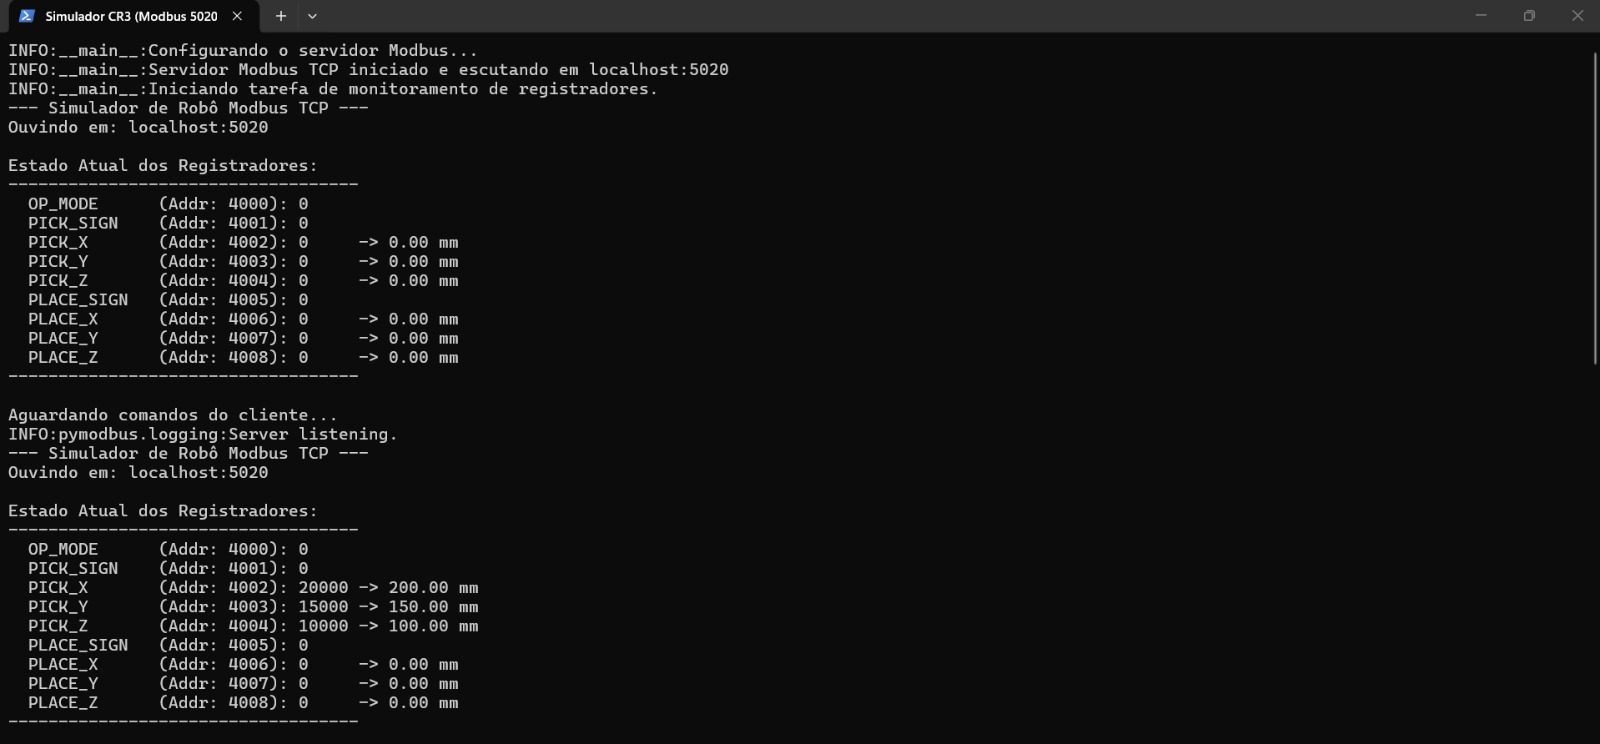 Simulador CR3 (Modbus 5020
INFO:__main__:Configurando o servidor Modbus...
INFO:__main__:Servidor Modbus TCP iniciado e escutando em localhost:5020
INFO:__main__:Iniciando tarefa de monitoramento de registradores.
--- Simulador de Robô Modbus TCP ---
Ouvindo em: localhost:5020
Estado Atual dos Registradores:
-----------------------------------
OP_MODE      (Addr: 4000): 0
PICK_SIGN    (Addr: 4001): 0
PICK_X       (Addr: 4002): 0     -> 0.00 mm
PICK_Y       (Addr: 4003): 0     -> 0.00 mm
PICK_Z       (Addr: 4004): 0     -> 0.00 mm
PLACE_SIGN   (Addr: 4005): 0
PLACE_X      (Addr: 4006): 0     -> 0.00 mm
PLACE_Y      (Addr: 4007): 0     -> 0.00 mm
PLACE_Z      (Addr: 4008): 0     -> 0.00 mm
-----------------------------------
Aguardando comandos do cliente...
INFO:pymodbus.logging:Server listening.
--- Simulador de Robô Modbus TCP ---
Ouvindo em: localhost:5020
Estado Atual dos Registradores:
-----------------------------------
OP_MODE      (Addr: 4000): 0
PICK_SIGN    (Addr: 4001): 0
PICK_X       (Addr: 4002): 20000 -> 200.00 mm
PICK_Y       (Addr: 4003): 15000 -> 150.00 mm
PICK_Z       (Addr: 4004): 10000 -> 100.00 mm
PLACE_SIGN   (Addr: 4005): 0
PLACE_X      (Addr: 4006): 0     -> 0.00 mm
PLACE_Y      (Addr: 4007): 0     -> 0.00 mm
PLACE_Z      (Addr: 4008): 0     -> 0.00 mm
-----------------------------------